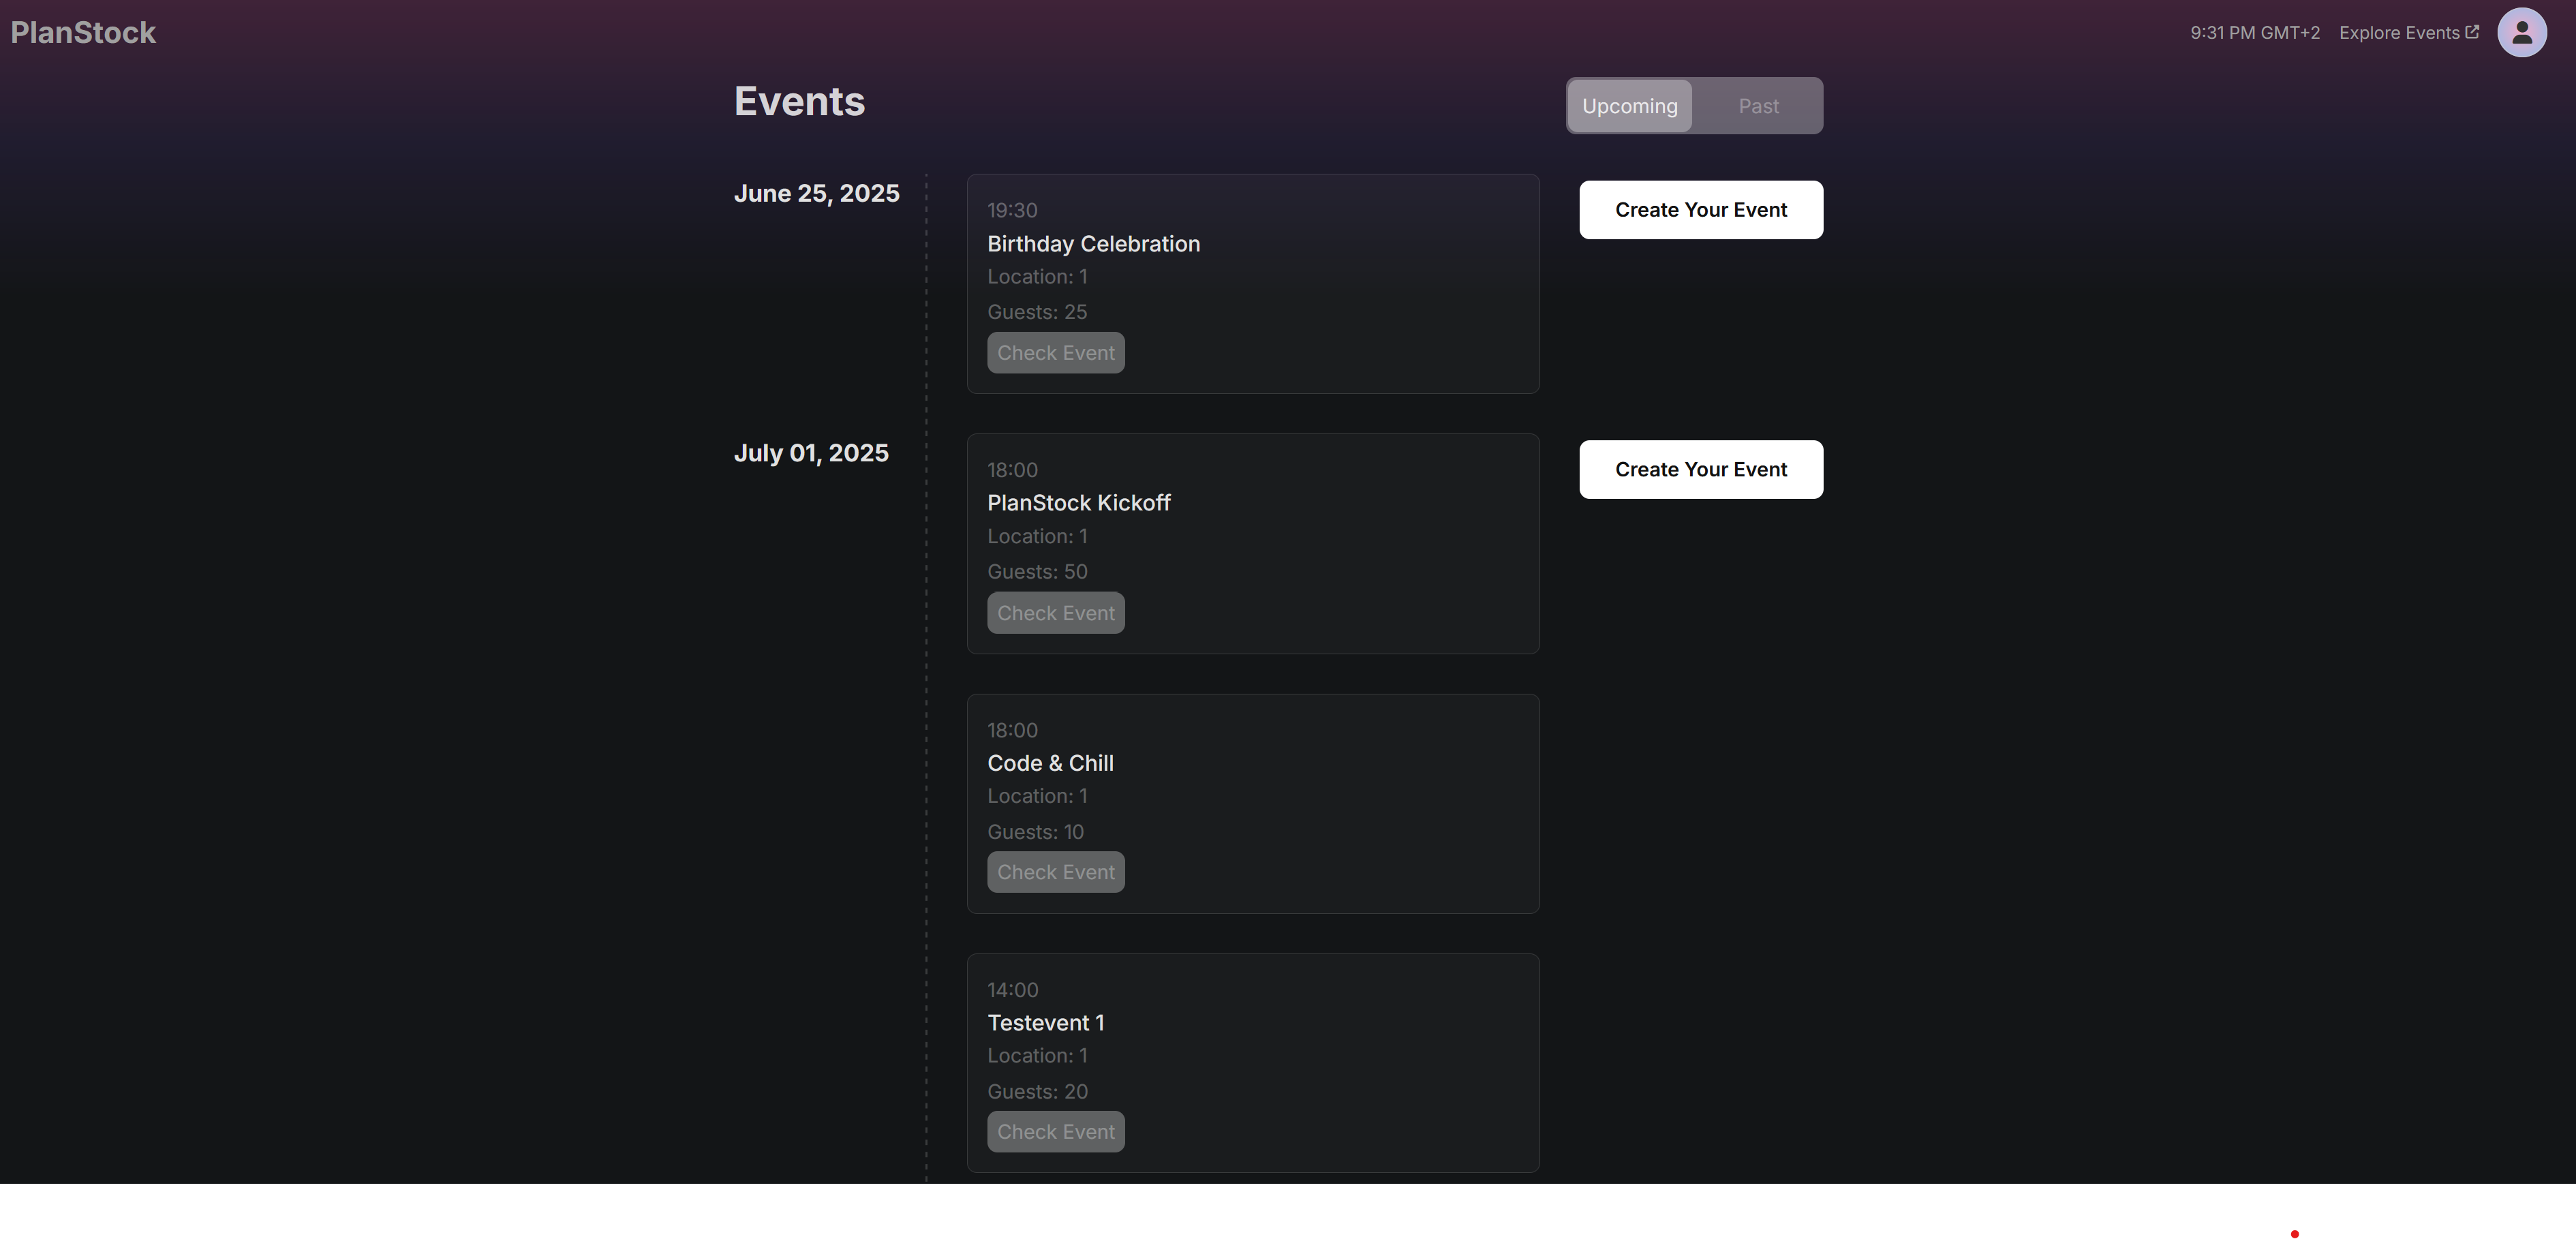 PlanStock
9:31 PM GMT+2 Explore Events
Events
Upcoming Past
June 25, 2025
19:30
Birthday Celebration
Location: 1
Guests: 25
Check Event
Create Your Event
July 01, 2025
18:00
PlanStock Kickoff
Location: 1
Guests: 50
Check Event
Create Your Event
18:00
Code & Chill
Location: 1
Guests: 10
Check Event
14:00
Testevent 1
Location: 1
Guests: 20
Check Event